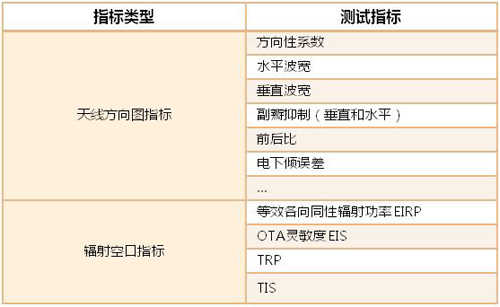 指标类型 测试指标
天线方向图指标
方向性系数
水平波宽
垂直波宽
副瓣抑制（垂直和水平）
前后比
电下倾误差
...
辐射空口指标
等效各向同性辐射功率EIRP
OTA灵敏度EIS
TRP
TIS